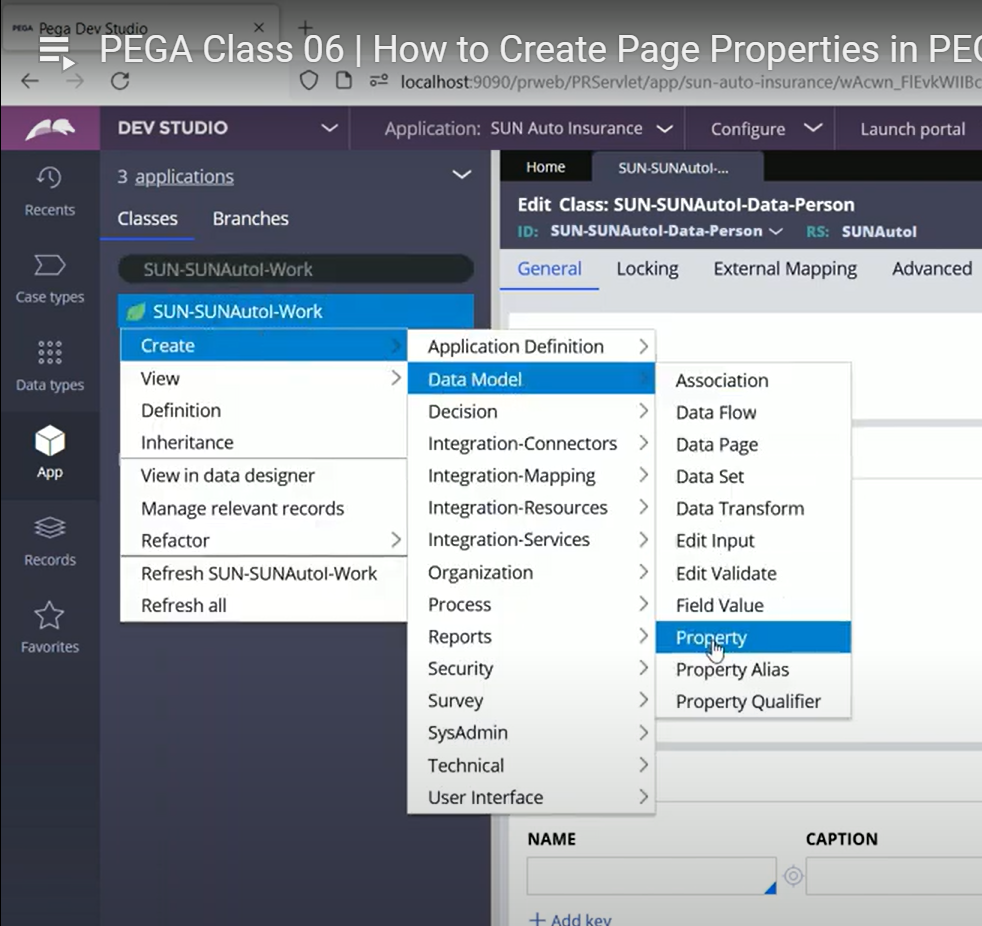 PEGA Pega Dev Studio
PEGA Class 06 | How to Create Page Properties in PEG
localhost:9090/prweb/PRServlet/app/sun-auto-insurance/wAcwn_FlEvkWIIBc
DEV STUDIO
Application: SUN Auto Insurance
Configure
Launch portal
Recents
Case types
Data types
App
Records
Favorites
3 applications
Classes Branches
SUN-SUNAutoI-Work
SUN-SUNAutoI-Work
Create
View
Definition
Inheritance
View in data designer
Manage relevant records
Refactor
Refresh SUN-SUNAutoI-Work
Refresh all
Application Definition
Data Model
Decision
Integration-Connectors
Integration-Mapping
Integration-Resources
Integration-Services
Organization
Process
Reports
Security
Survey
SysAdmin
Technical
User Interface
Association
Data Flow
Data Page
Data Set
Data Transform
Edit Input
Edit Validate
Field Value
Property
Property Alias
Property Qualifier
Home SUN-SUNAutoI-...
Edit Class: SUN-SUNAutoI-Data-Person
ID: SUN-SUNAutoI-Data-Person RS: SUNAutoI
General Locking External Mapping Advanced
NAME CAPTION
+ Add key